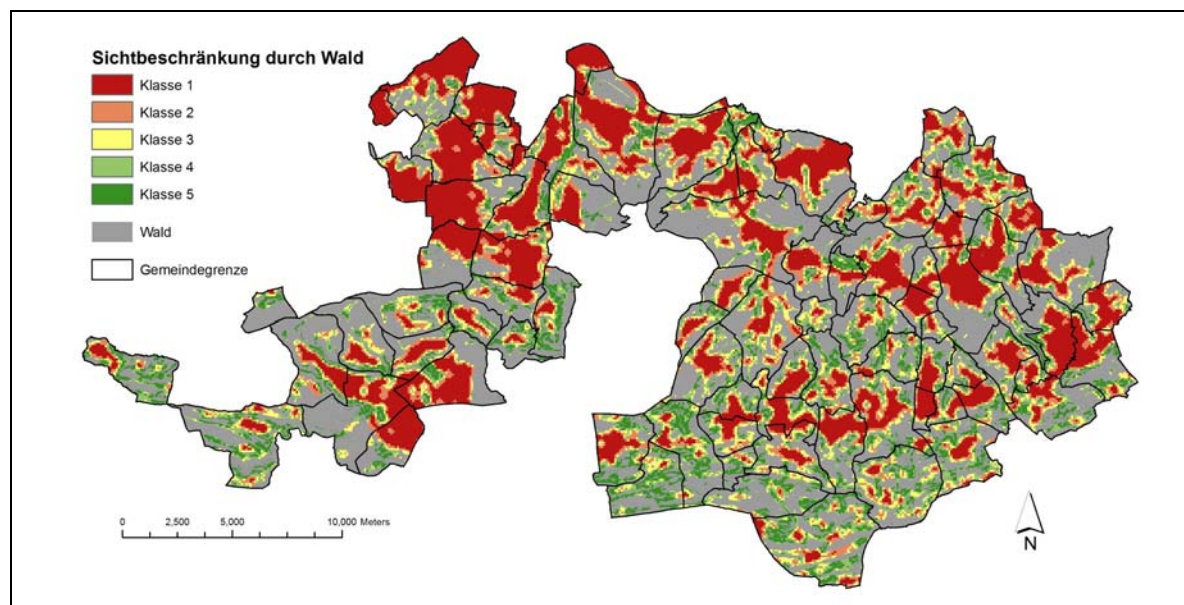 Sichtbeschränkung durch Wald
Klasse 1
Klasse 2
Klasse 3
Klasse 4
Klasse 5
Wald
Gemeindegrenze
0 2,500 5,000 10,000 Meters
N